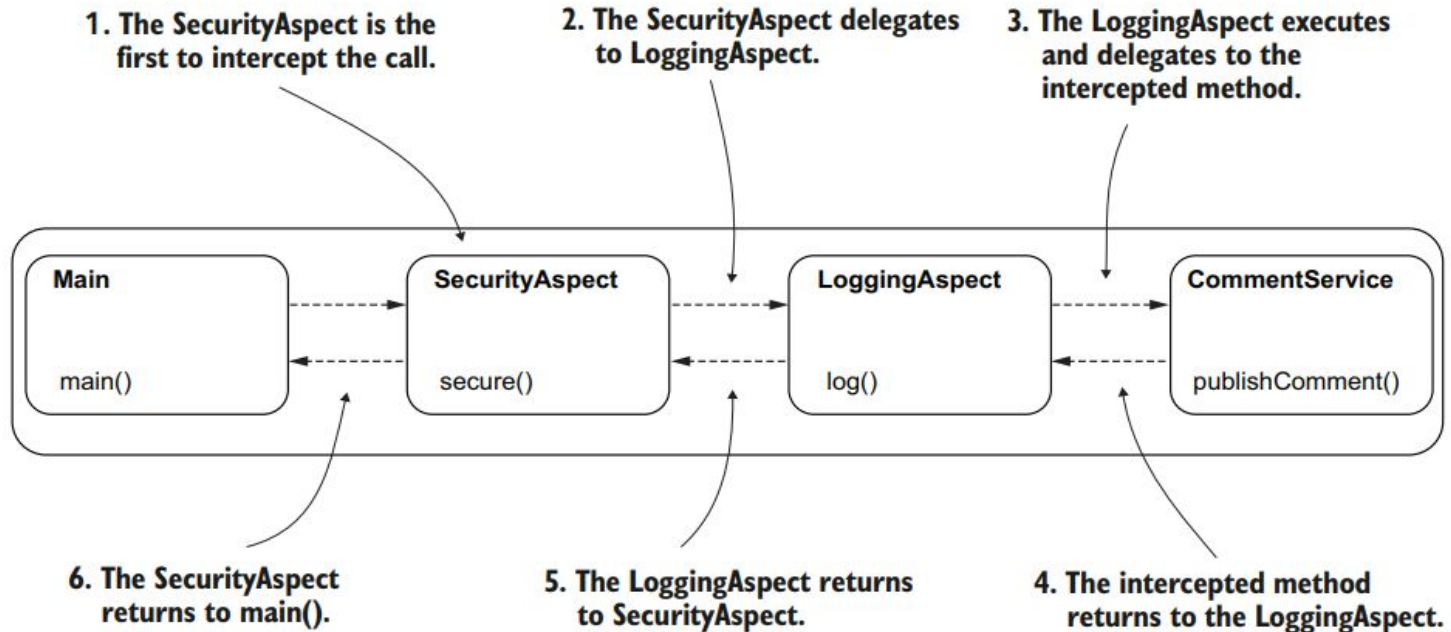 1. The SecurityAspect is the
first to intercept the call.
2. The SecurityAspect delegates
to LoggingAspect.
3. The LoggingAspect executes
and delegates to the
intercepted method.
Main
main()
SecurityAspect
secure()
LoggingAspect
log()
CommentService
publishComment()
6. The SecurityAspect
returns to main().
5. The LoggingAspect returns
to SecurityAspect.
4. The intercepted method
returns to the LoggingAspect.